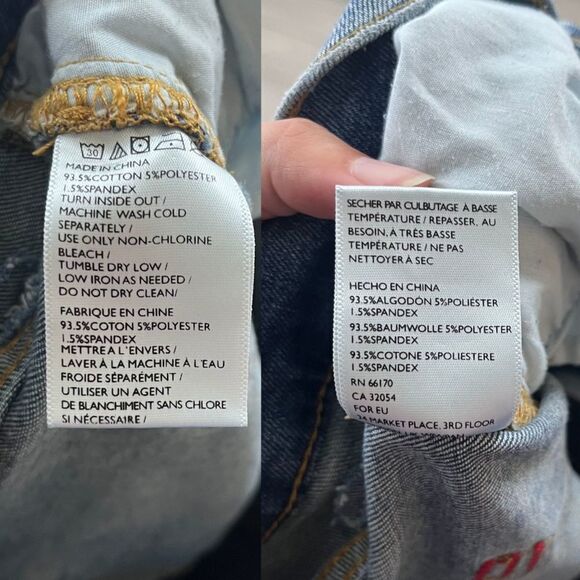 30
MADE IN CHINA
93.5%COTTON 5%POLYESTER
1.5%SPANDEX
TURN INSIDE OUT /
MACHINE WASH COLD
SEPARATELY /
USE ONLY NON-CHLORINE
BLEACH /
TUMBLE DRY LOW /
LOW IRON AS NEEDED /
DO NOT DRY CLEAN/
FABRIQUE EN CHINE
93.5%COTON 5%POLYESTER
1.5%SPANDEX
METTRE A L'ENVERS /
LAVER À LA MACHINE À L'EAU
FROIDE SÉPARÉMENT /
UTILISER UN AGENT
DE BLANCHIMENT SANS CHLORE
SI NÉCESSAIRE /
SECHER PAR CULBUTAGE À BASSE
TEMPÉRATURE / REPASSER, AU
BESOIN, À TRÈS BASSE
TEMPÉRATURE / NE PAS
NETTOYER À SEC
HECHO EN CHINA
93.5%ALGODÓN 5%POLIÉSTER
1.5%SPANDEX
93.5%BAUMWOLLE 5%POLYESTER
1.5%SPANDEX
93.5%COTONE 5%POLIESTERE
1.5%SPANDEX
RN 66170
CA 32054
FOR EU
24 MARKET PLACE, 3RD FLOOR